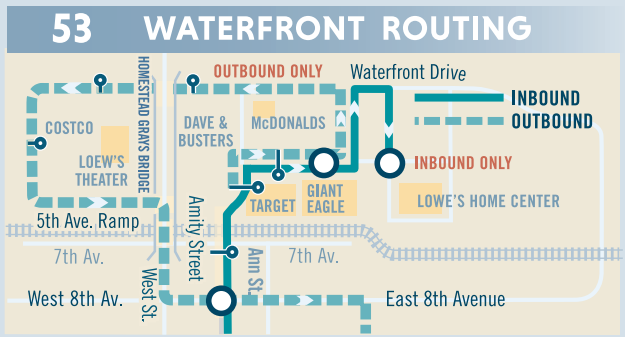 53 WATERFRONT ROUTING
HOMESTEAD GRAYS BRIDGE
OUTBOUND ONLY
Waterfront Drive
INBOUND
OUTBOUND
COSTCO
LOEW'S
THEATER
DAVE &
BUSTERS
McDONALDS
INBOUND ONLY
TARGET
GIANT
EAGLE
LOWE'S HOME CENTER
5th Ave. Ramp
Amity Street
7th Av.
Ann St.
7th Av.
West St.
West 8th Av.
East 8th Avenue